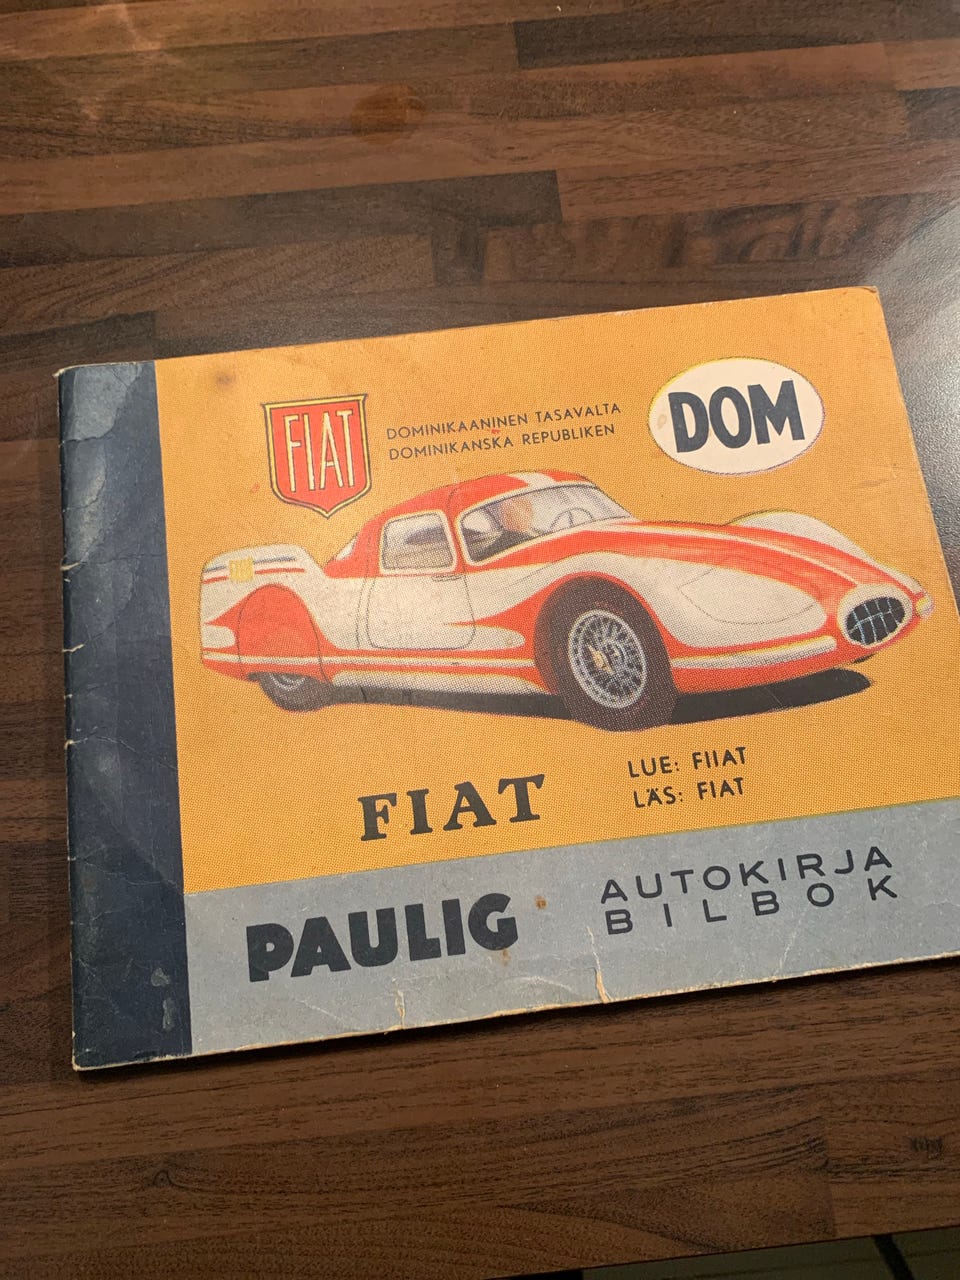 FIAT
DOMINIKAANINEN TASAVALTA
DOMINIKANSKA REPUBLIKEN
DOM
FIAT
LUE: FIIAT
LÄS: FIAT
PAULIG
AUTOKIRJA
BILBOK